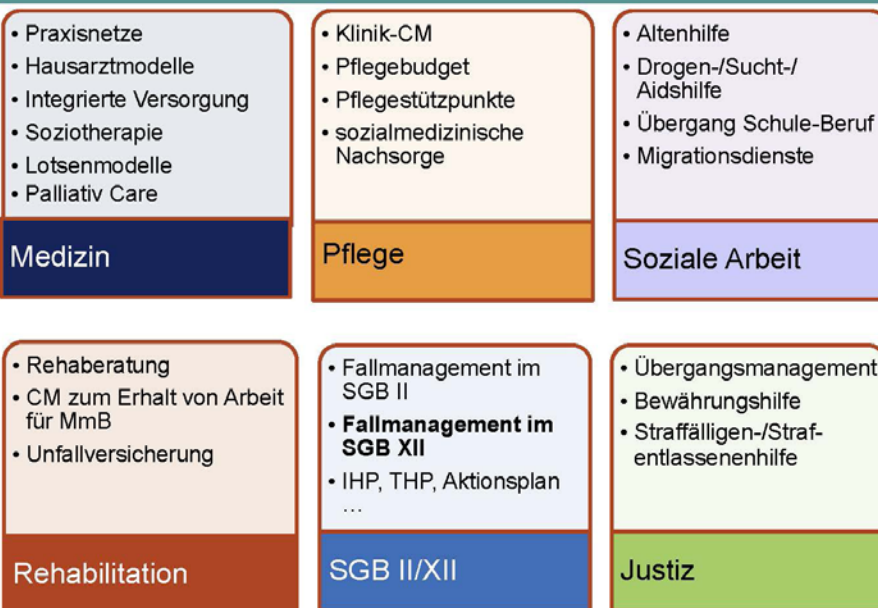 • Praxisnetze
• Hausarztmodelle
• Integrierte Versorgung
• Soziotherapie
• Lotsenmodelle
• Palliativ Care
Medizin
• Klinik-CM
• Pflegebudget
• Pflegestützpunkte
• sozialmedizinische
Nachsorge
Pflege
• Altenhilfe
• Drogen-/Sucht-/
Aidshilfe
• Übergang Schule-Beruf
• Migrationsdienste
Soziale Arbeit
• Rehaberatung
• CM zum Erhalt von Arbeit
für MmB
• Unfallversicherung
Rehabilitation
• Fallmanagement im
SGB II
• Fallmanagement im
SGB XII
• IHP, THP, Aktionsplan
...
SGB II/XII
• Übergangsmanagement
• Bewährungshilfe
• Straffälligen-/Straf-
entlassenenhilfe
Justiz